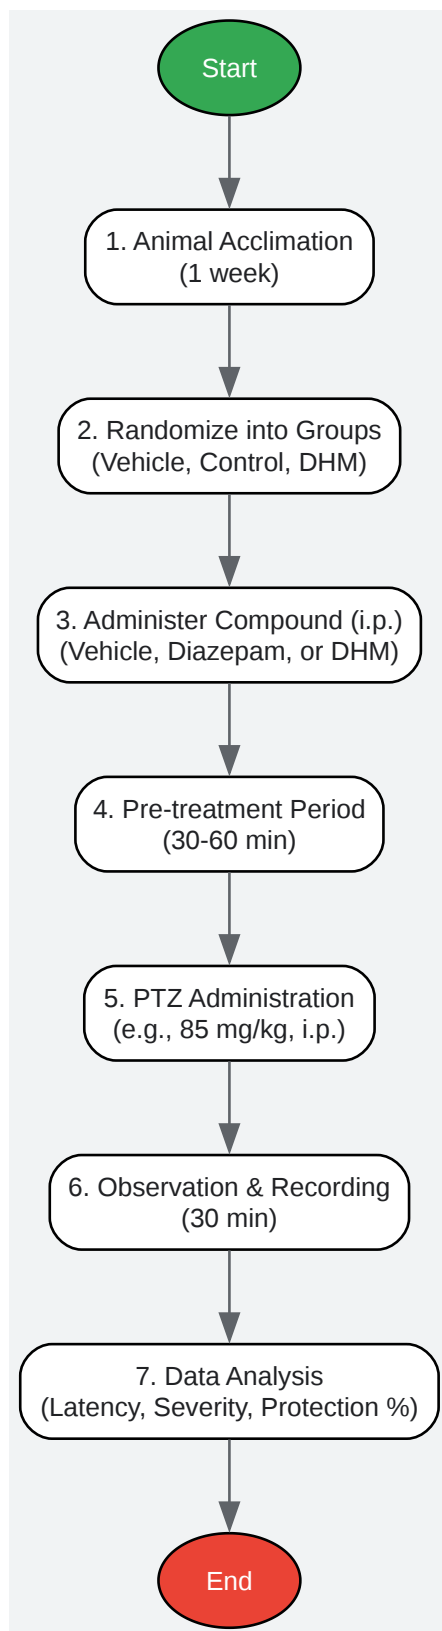 Start
1. Animal Acclimation
(1 week)
2. Randomize into Groups
(Vehicle, Control, DHM)
3. Administer Compound (i.p.)
(Vehicle, Diazepam, or DHM)
4. Pre-treatment Period
(30-60 min)
5. PTZ Administration
(e.g., 85 mg/kg, i.p.)
6. Observation & Recording
(30 min)
7. Data Analysis
(Latency, Severity, Protection %)
End